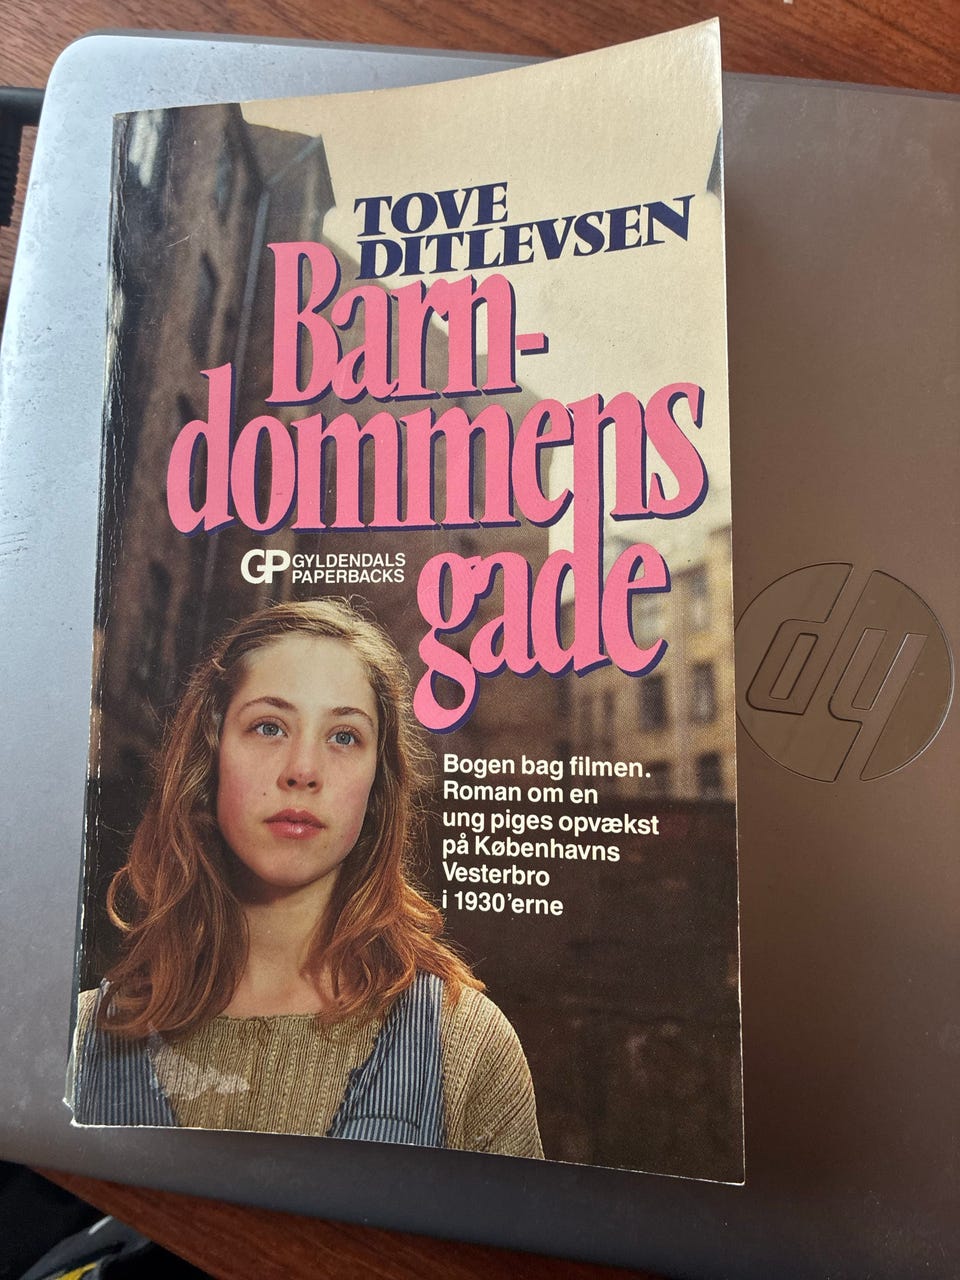 TOVE
DITLEVSEN
Barn-
dommens
gade
GP GYLDENDALS
PAPERBACKS
Bogen bag filmen.
Roman om en
ung piges opvækst
på Københavns
Vesterbro
i 1930'erne
hp